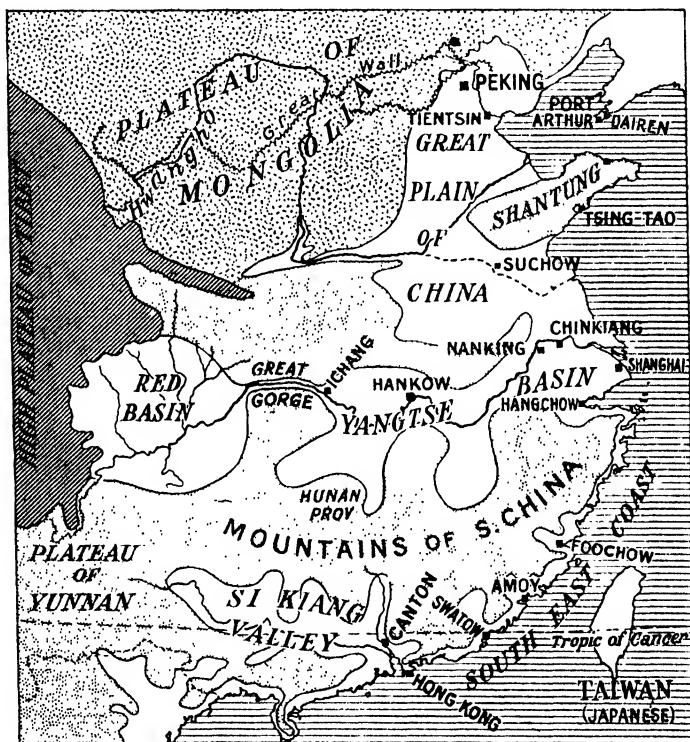 PLATEAU OF
MONGOLIA
Great Wall
Hwangho
PEKING
TIENTSIN
PORT
ARTHUR
DAIREN
GREAT
PLAIN
OF
CHINA
SHANTUNG
TSING-TAO
SUCHOW
HIGH PLATEAU OF TIBET
CHINKIANG
NANKING
SHANGHAI
BASIN
HANGCHOW
RED
BASIN
GREAT
GORGE
ICHANG
HANKOW
YANGTSE
HUNAN
PROV
MOUNTAINS OF S. CHINA
PLATEAU
OF
YUNNAN
SI KIANG
VALLEY
CANTON
HONG KONG
SWATOW
AMOY
FOOCHOW
SOUTH EAST COAST
Tropic of Cancer
TAIWAN
(JAPANESE)